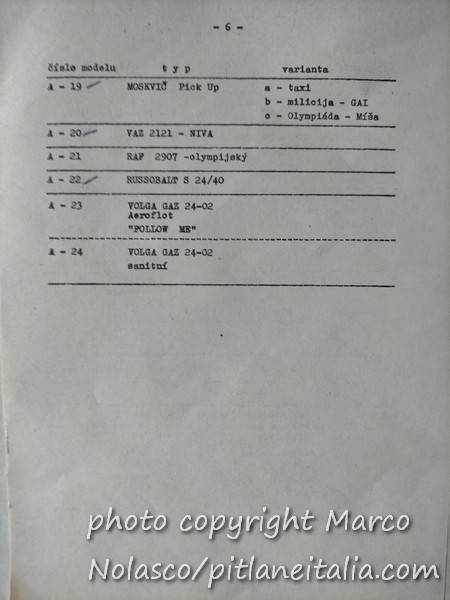 - 6 -
číslo modelu t y p varianta
A - 19 MOSKVIČ Pick Up a - taxi
b - milicija - GAI
c - Olympiáda - Míša
A - 20 VAZ 2121 - NIVA
A - 21 RAF 2907 -olympijský
A - 22 RUSSOBALT S 24/40
A - 23 VOLGA GAZ 24-02
Aeroflot
"FOLLOW ME"
A - 24 VOLGA GAZ 24-02
sanitní
photo copyright Marco
Nolasco/pitlaneitalia.com.